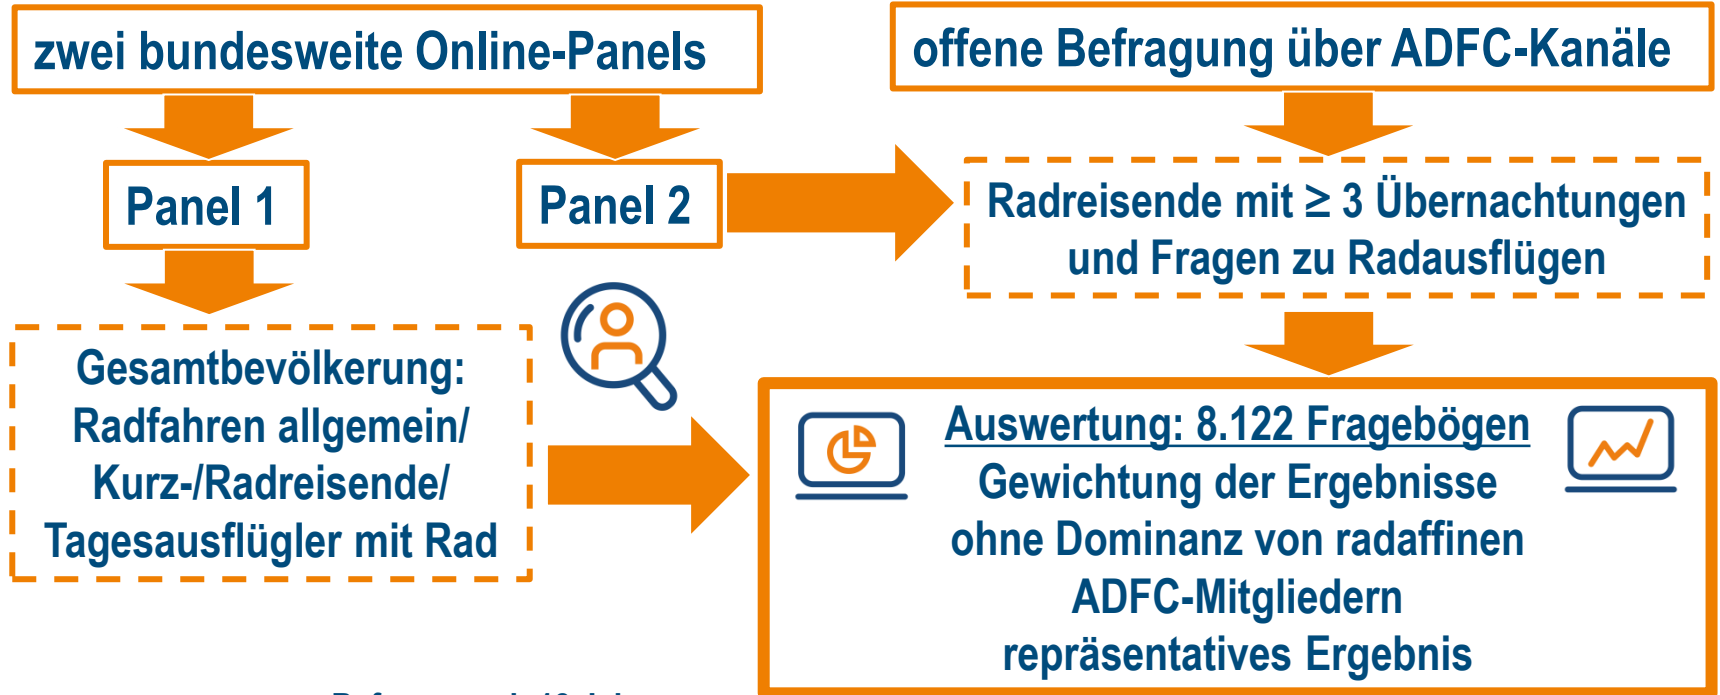 zwei bundesweite Online-Panels
offene Befragung über ADFC-Kanäle
Panel 1
Panel 2
Radreisende mit ≥ 3 Übernachtungen
und Fragen zu Radausflügen
Gesamtbevölkerung:
Radfahren allgemein/
Kurz-/Radreisende/
Tagesausflügler mit Rad
Auswertung: 8.122 Fragebögen
Gewichtung der Ergebnisse
ohne Dominanz von radaffinen
ADFC-Mitgliedern
repräsentatives Ergebnis